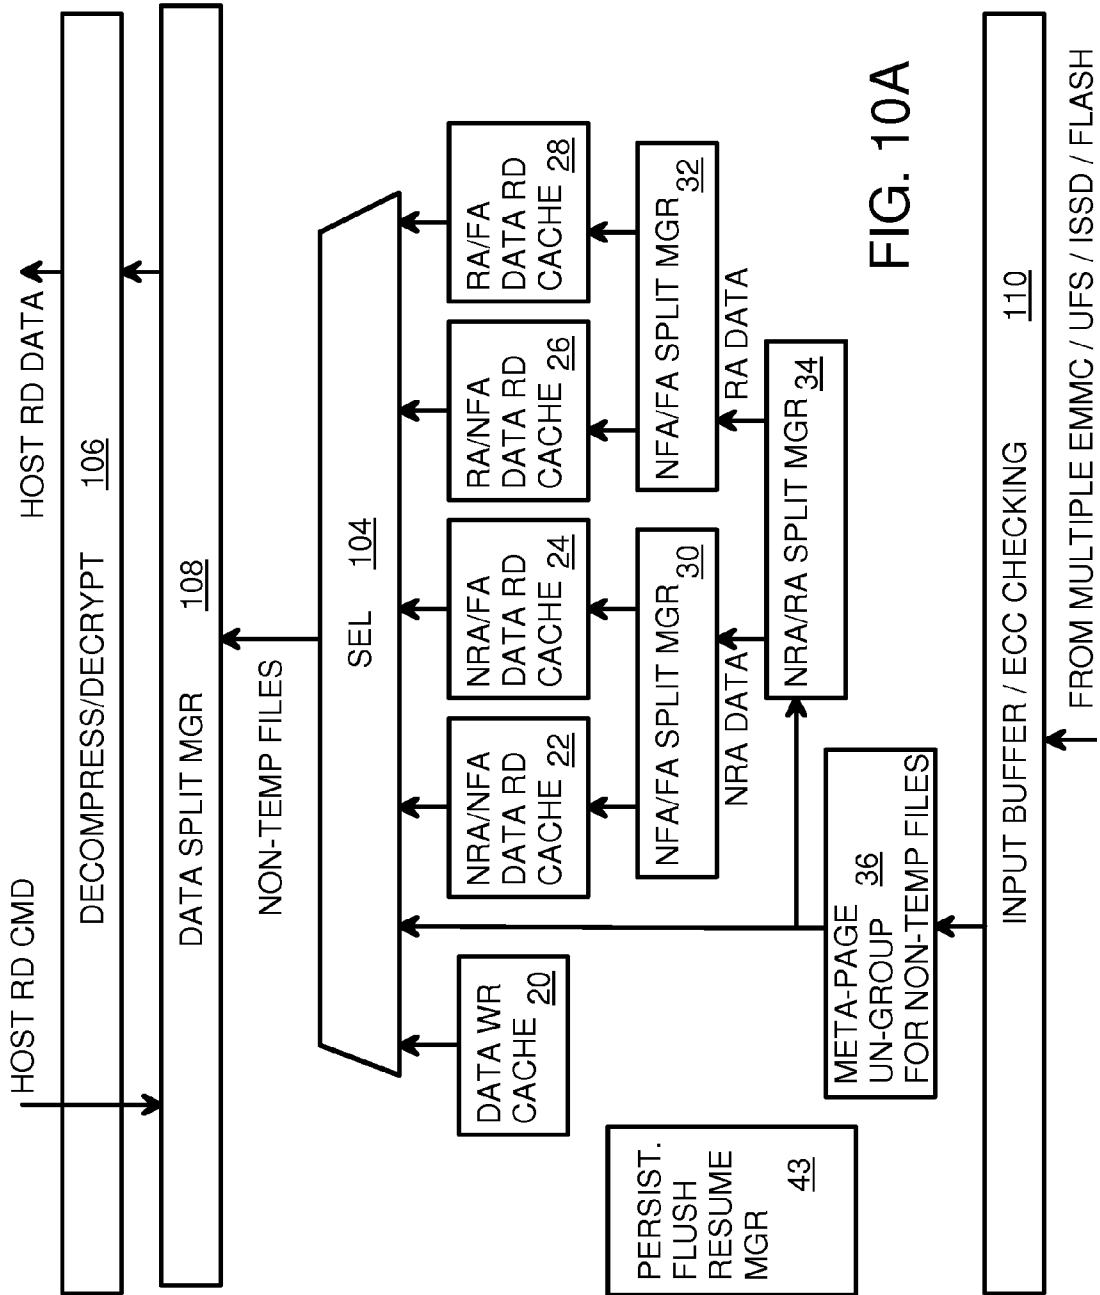 HOST RD CMD
HOST RD DATA
DECOMPRESS/DECRYPT 106
DATA SPLIT MGR 108
NON-TEMP FILES
SEL 104
DATA WR
CACHE 20
NRA/NFA
DATA RD
CACHE 22
NRA/FA
DATA RD
CACHE 24
RA/NFA
DATA RD
CACHE 26
RA/FA
DATA RD
CACHE 28
NFA/FA SPLIT MGR 30
NFA/FA SPLIT MGR 32
NRA DATA
RA DATA
NRA/RA SPLIT MGR 34
PERSIST.
FLUSH
RESUME
MGR
43
META-PAGE
UN-GROUP 36
FOR NON-TEMP FILES
FIG. 10A
INPUT BUFFER / ECC CHECKING 110
FROM MULTIPLE EMMC / UFS / ISSD / FLASH